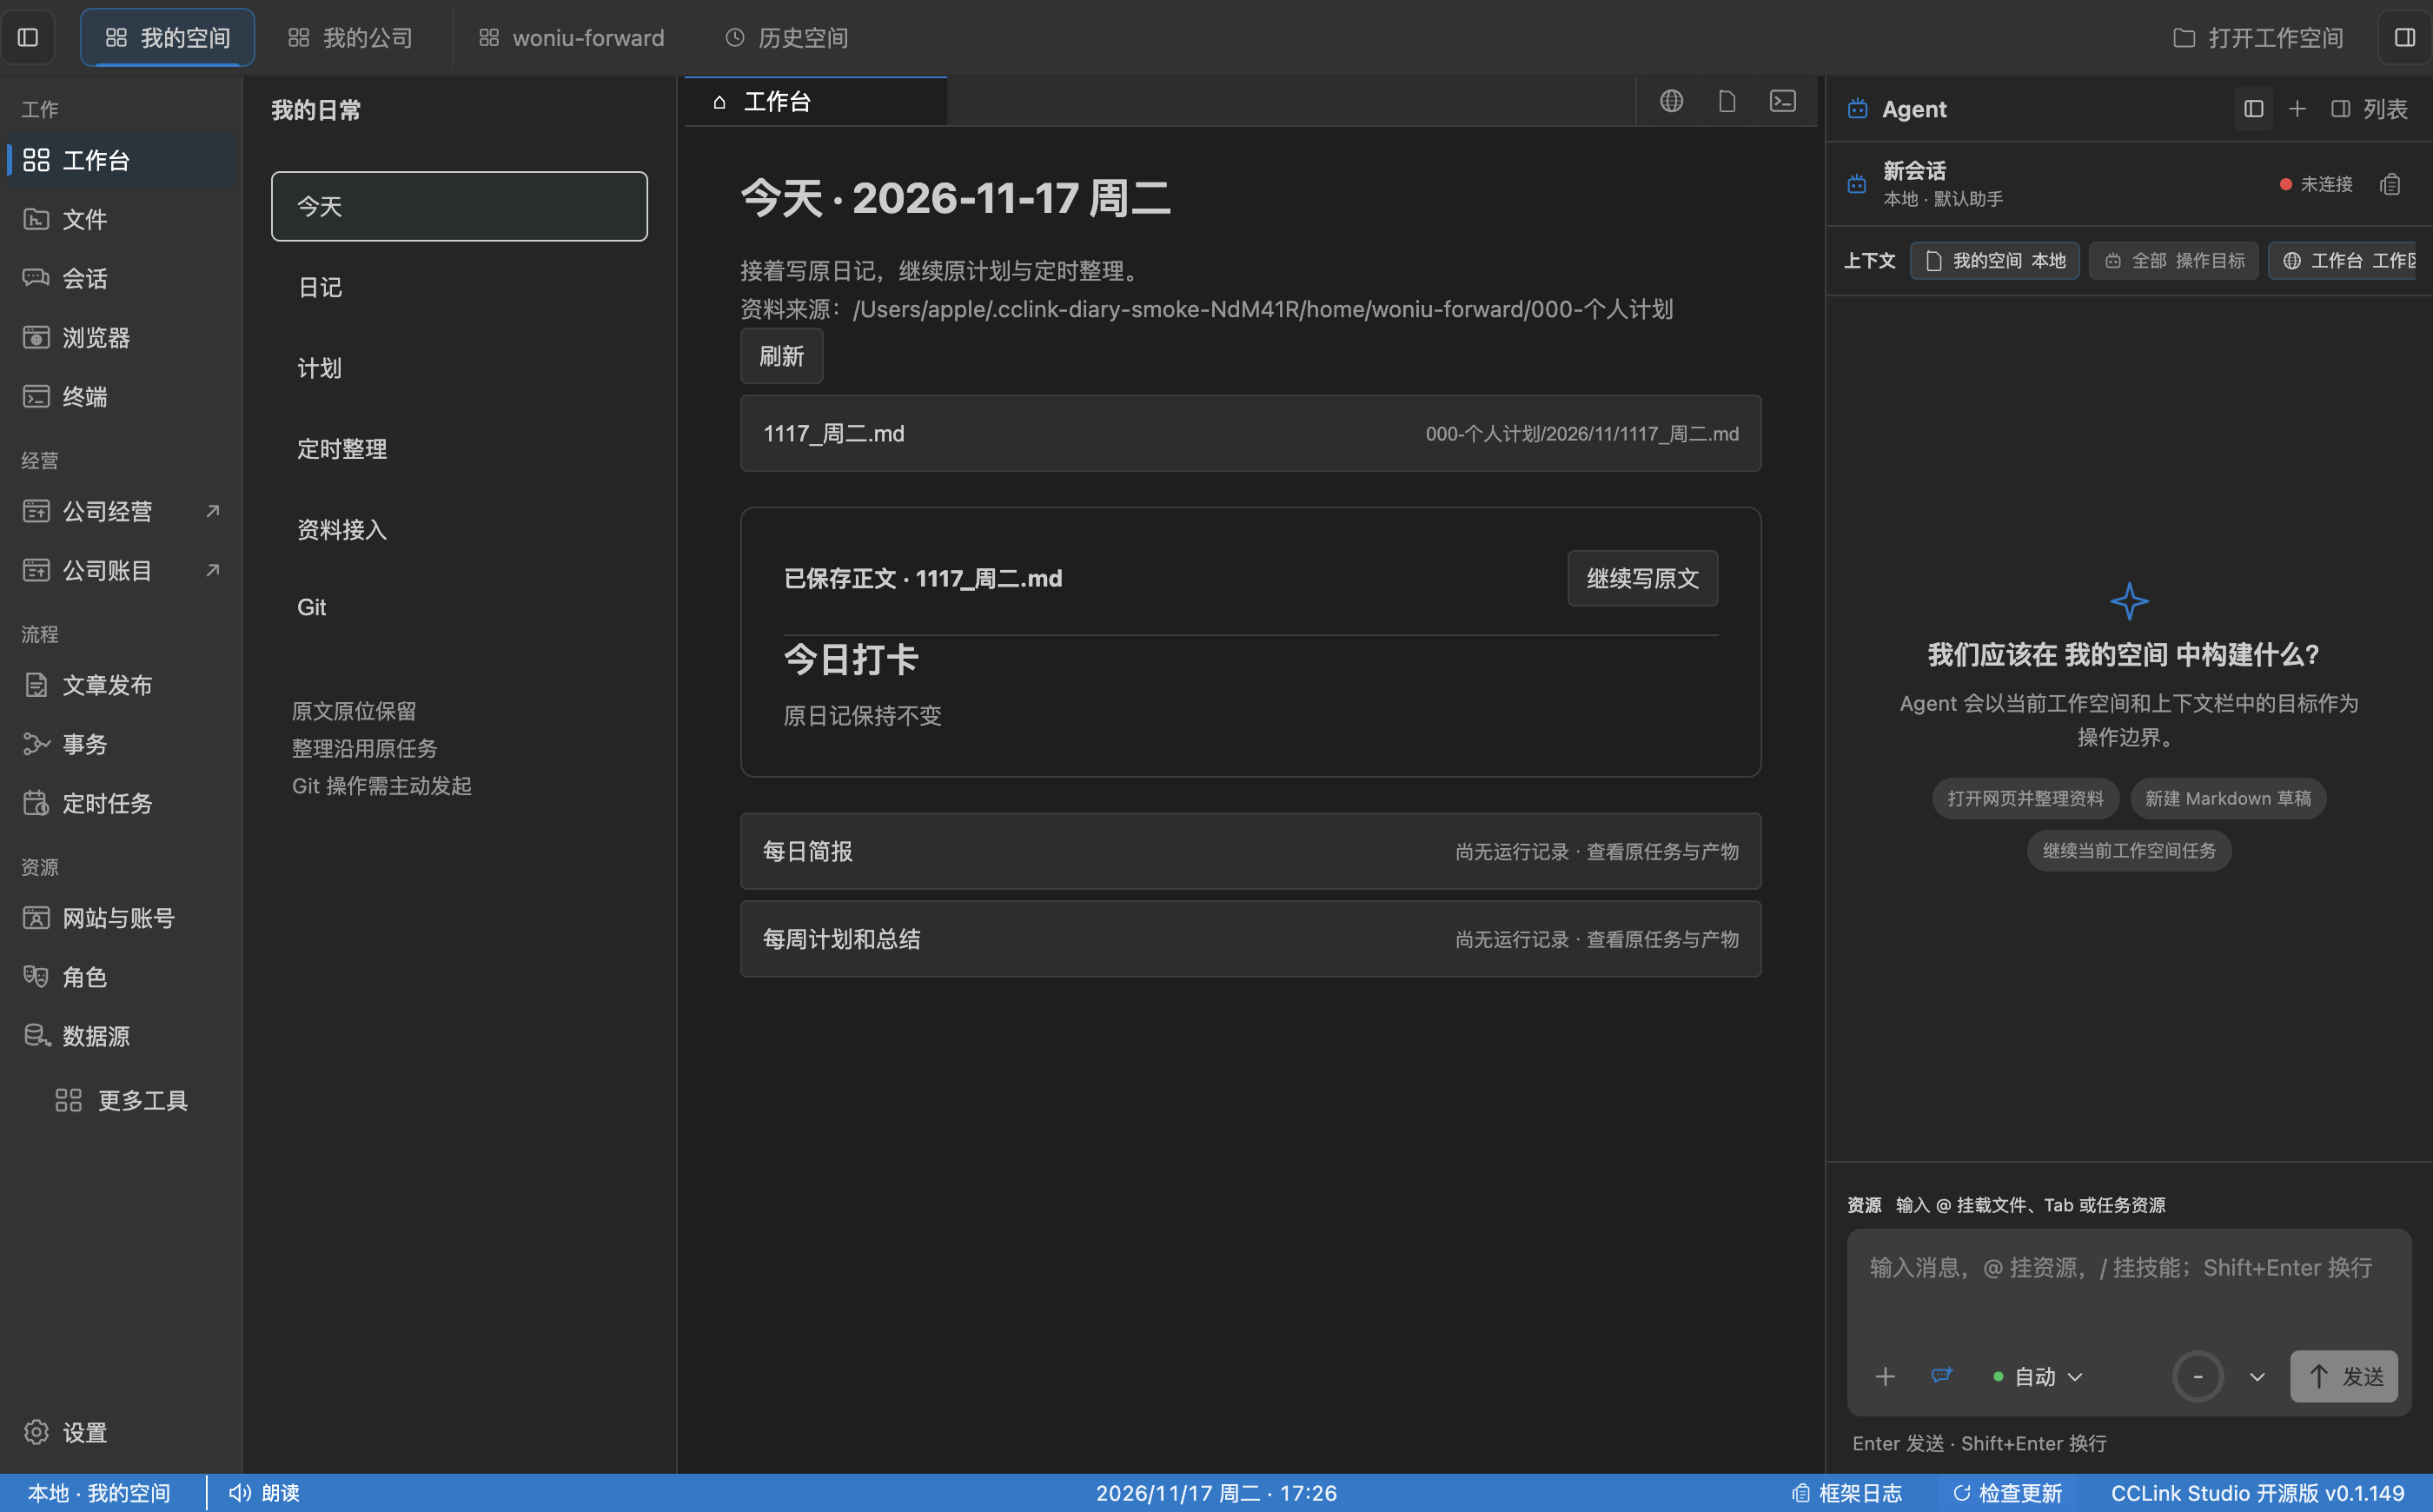 我的空间
我的公司
woniu-forward
历史空间
打开工作空间
工作
工作台
文件
会话
浏览器
终端
经营
公司经营
公司账目
流程
文章发布
事务
定时任务
资源
网站与账号
角色
数据源
更多工具
设置
我的日常
今天
日记
计划
定时整理
资料接入
Git
原文原位保留
整理沿用原任务
Git 操作需主动发起
工作台
今天 · 2026-11-17 周二
接着写原日记，继续原计划与定时整理。
资料来源：/Users/apple/.cclink-diary-smoke-NdM41R/home/woniu-forward/000-个人计划
刷新
1117_周二.md 000-个人计划/2026/11/1117_周二.md
已保存正文 · 1117_周二.md 继续写原文
今日打卡
原日记保持不变
每日简报 尚无运行记录 · 查看原任务与产物
每周计划和总结 尚无运行记录 · 查看原任务与产物
Agent 列表
新会话
本地 · 默认助手
未连接
上下文 我的空间 本地 全部 操作目标 工作台 工作区
我们应该在 我的空间 中构建什么？
Agent 会以当前工作空间和上下文栏中的目标作为
操作边界。
打开网页并整理资料 新建 Markdown 草稿
继续当前工作空间任务
资源 输入 @ 挂载文件、Tab 或任务资源
输入消息，@ 挂资源，/ 挂技能；Shift+Enter 换行
自动 - 发送
Enter 发送 · Shift+Enter 换行
本地 · 我的空间 朗读 2026/11/17 周二 · 17:26 框架日志 检查更新 CCLink Studio 开源版 v0.1.149